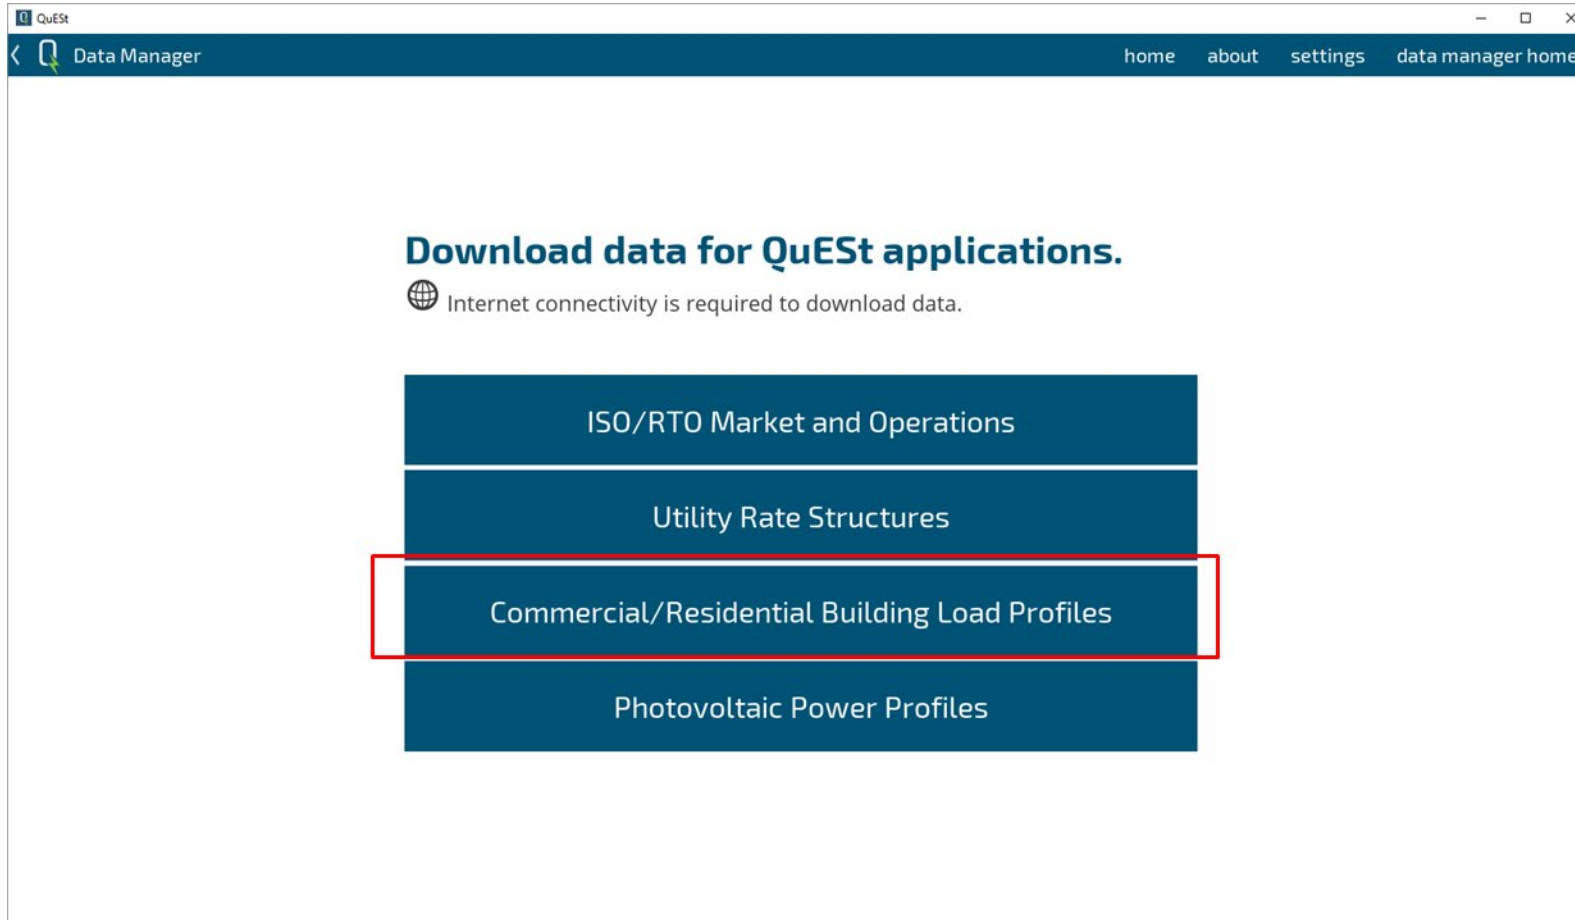 QuESt
Data Manager home about settings data manager home
Download data for QuESt applications.
Internet connectivity is required to download data.
ISO/RTO Market and Operations
Utility Rate Structures
Commercial/Residential Building Load Profiles
Photovoltaic Power Profiles